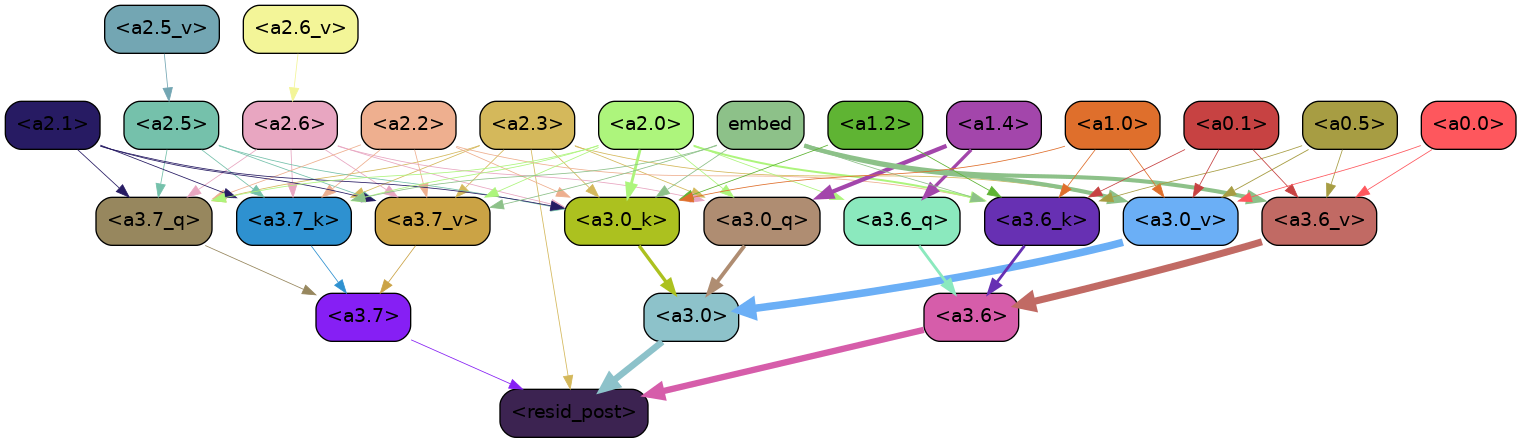 <a2.5_v> <a2.6_v>
<a2.1> <a2.5> <a2.6> <a2.2> <a2.3> <a2.0> embed <a1.2> <a1.4> <a1.0> <a0.1> <a0.5> <a0.0>
<a3.7_q> <a3.7_k> <a3.7_v> <a3.0_k> <a3.0_q> <a3.6_q> <a3.6_k> <a3.0_v> <a3.6_v>
<a3.7> <a3.0> <a3.6>
<resid_post>